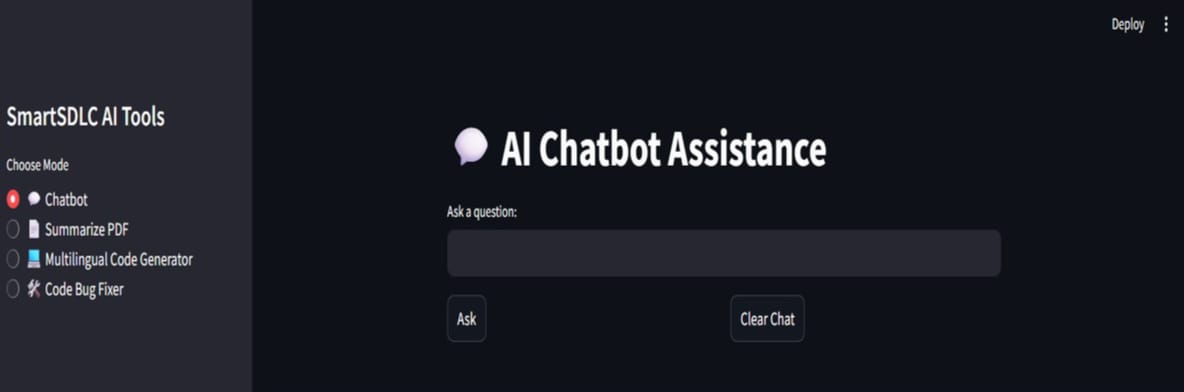 Deploy
SmartSDLC AI Tools
Choose Mode
Chatbot
Summarize PDF
Multilingual Code Generator
Code Bug Fixer
AI Chatbot Assistance
Ask a question:
Ask
Clear Chat